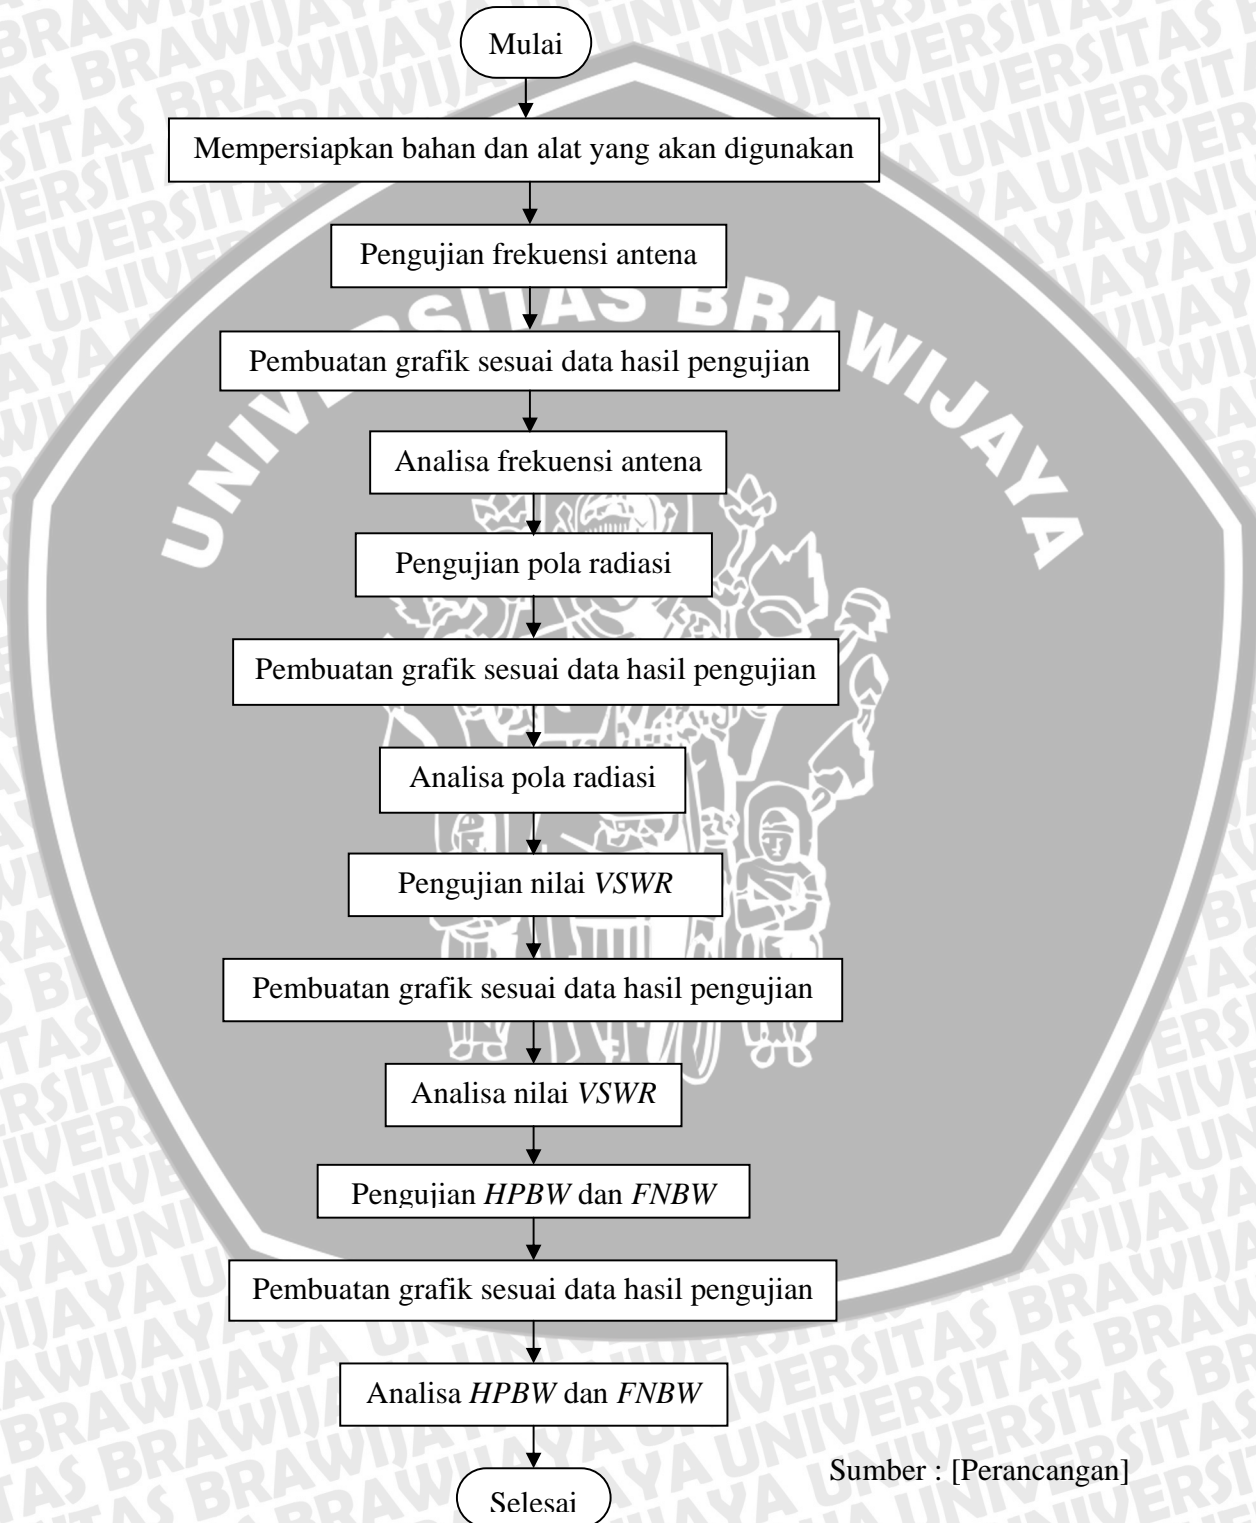 Mulai
Mempersiapkan bahan dan alat yang akan digunakan
Pengujian frekuensi antena
UNIVERSITAS BRAWIJAYA
Pembuatan grafik sesuai data hasil pengujian
Analisa frekuensi antena
Pengujian pola radiasi
Pembuatan grafik sesuai data hasil pengujian
Analisa pola radiasi
Pengujian nilai VSWR
Pembuatan grafik sesuai data hasil pengujian
Analisa nilai VSWR
Pengujian HPBW dan FNBW
Pembuatan grafik sesuai data hasil pengujian
Analisa HPBW dan FNBW
Sumber : [Perancangan]
Selesai